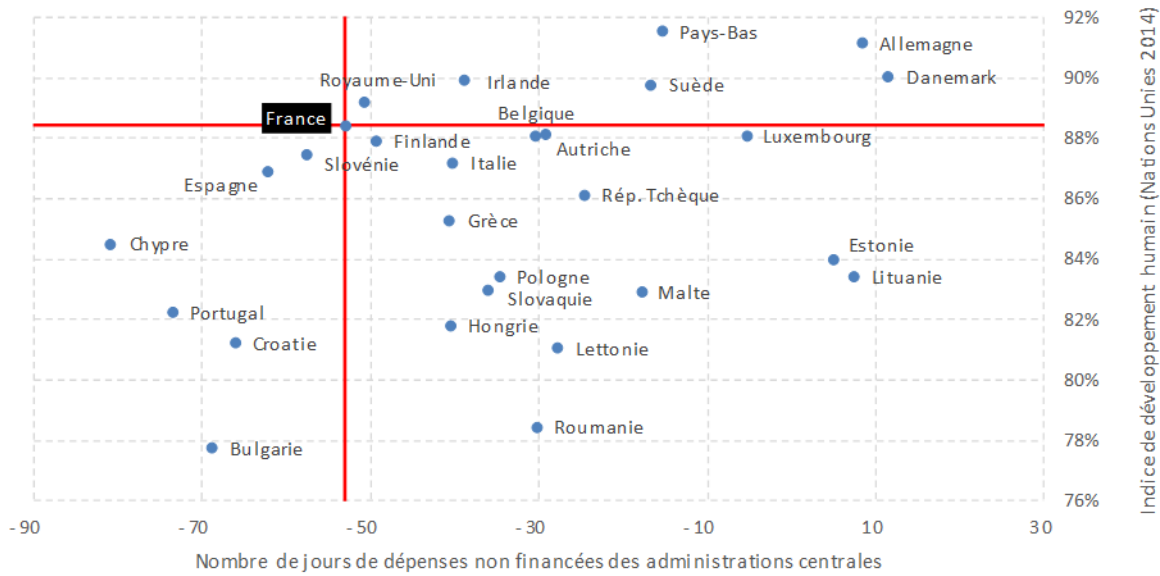 92%
Pays-Bas
Allemagne
90%
Royaume-Uni
Irlande
Suède
Danemark
France
Belgique
88%
Finlande
Autriche
Luxembourg
Slovénie
Italie
Espagne
86%
Rép. Tchèque
Grèce
Chypre
Estonie
84%
Pologne
Lituanie
Slovaquie
Malte
Portugal
82%
Hongrie
Croatie
Lettonie
80%
Roumanie
78%
Bulgarie
76%
-90
-70
-50
-30
-10
10
30
Nombre de jours de dépenses non financées des administrations centrales
Indice de développement humain (Nations Unies 2014)